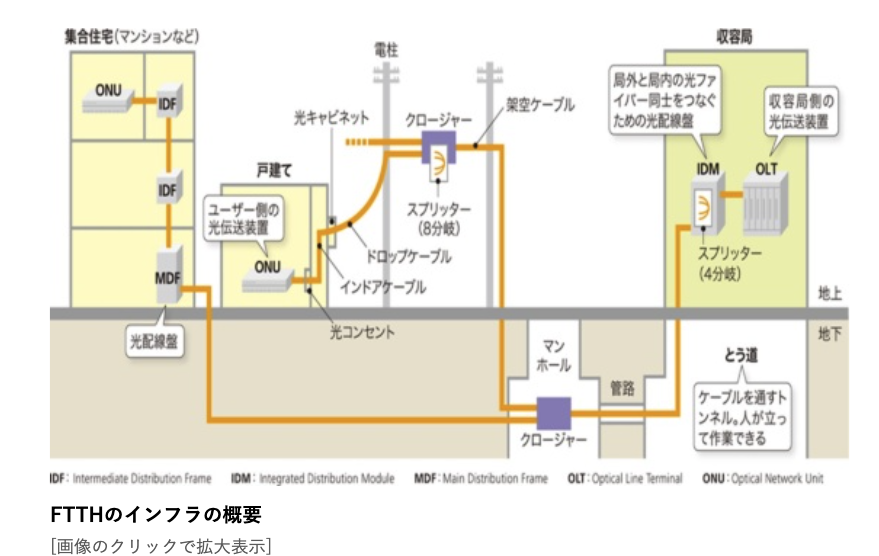 集合住宅(マンションなど)
ONU
IDF
IDF
MDF
光配線盤
戸建て
ユーザー側の
光伝送装置
ONU
光キャビネット
電柱
クロージャー
架空ケーブル
スプリッター
(8分岐)
ドロップケーブル
インドアケーブル
光コンセント
収容局
局外と局内の光ファ
イバー同士をつなぐ
ための光配線盤
収容局側の
光伝送装置
IDM
OLT
スプリッター
(4分岐)
地上
地下
マン
ホール
管路
とう道
ケーブルを通すト
ンネル。人が立っ
て作業できる
クロージャー
IDF：Intermediate Distribution Frame IDM：Integrated Distribution Module MDF：Main Distribution Frame OLT：Optical Line Terminal ONU：Optical Network Unit
FTTHのインフラの概要
[画像のクリックで拡大表示]